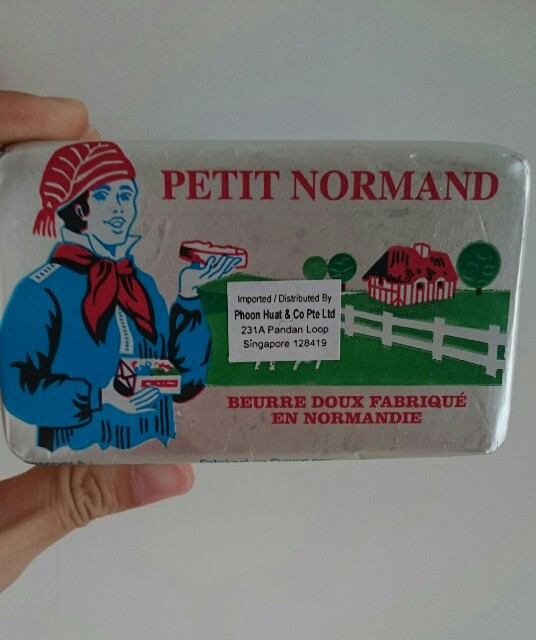 PETIT NORMAND
Imported / Distributed By
Phoon Huat & Co Pte Ltd
231A Pandan Loop
Singapore 128419
BEURRE DOUX FABRIQUÉ
EN NORMANDIE